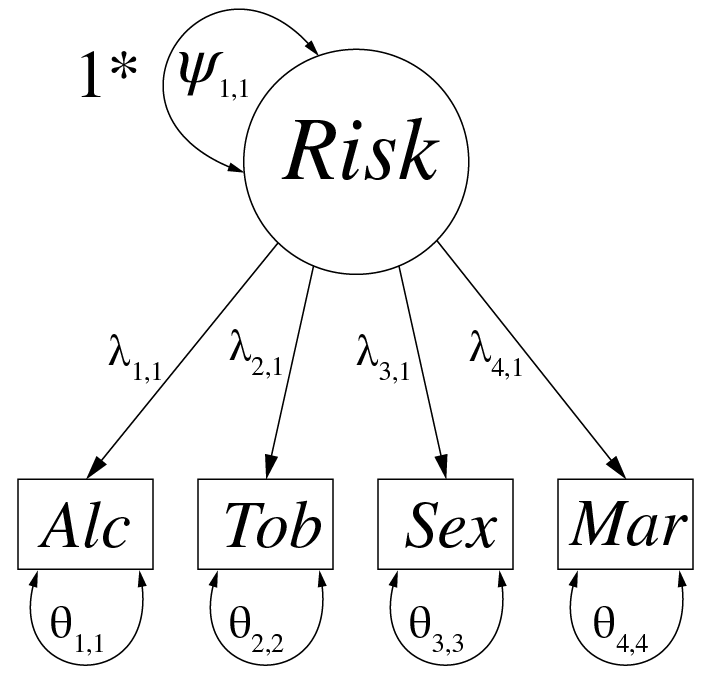 1* ψ1,1
Risk
λ1,1 λ2,1 λ3,1 λ4,1
Alc Tob Sex Mar
θ1,1 θ2,2 θ3,3 θ4,4